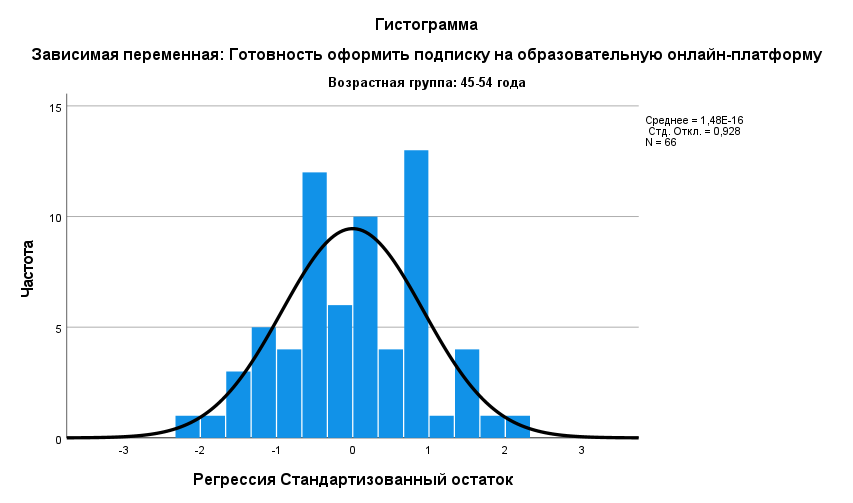 Гистограмма
Зависимая переменная: Готовность оформить подписку на образовательную онлайн-платформу
Возрастная группа: 45-54 года
Среднее = 1,48E-16
Стд. Откл. = 0,928
N = 66
Частота
15
10
5
0
-3 -2 -1 0 1 2 3
Регрессия Стандартизованный остаток